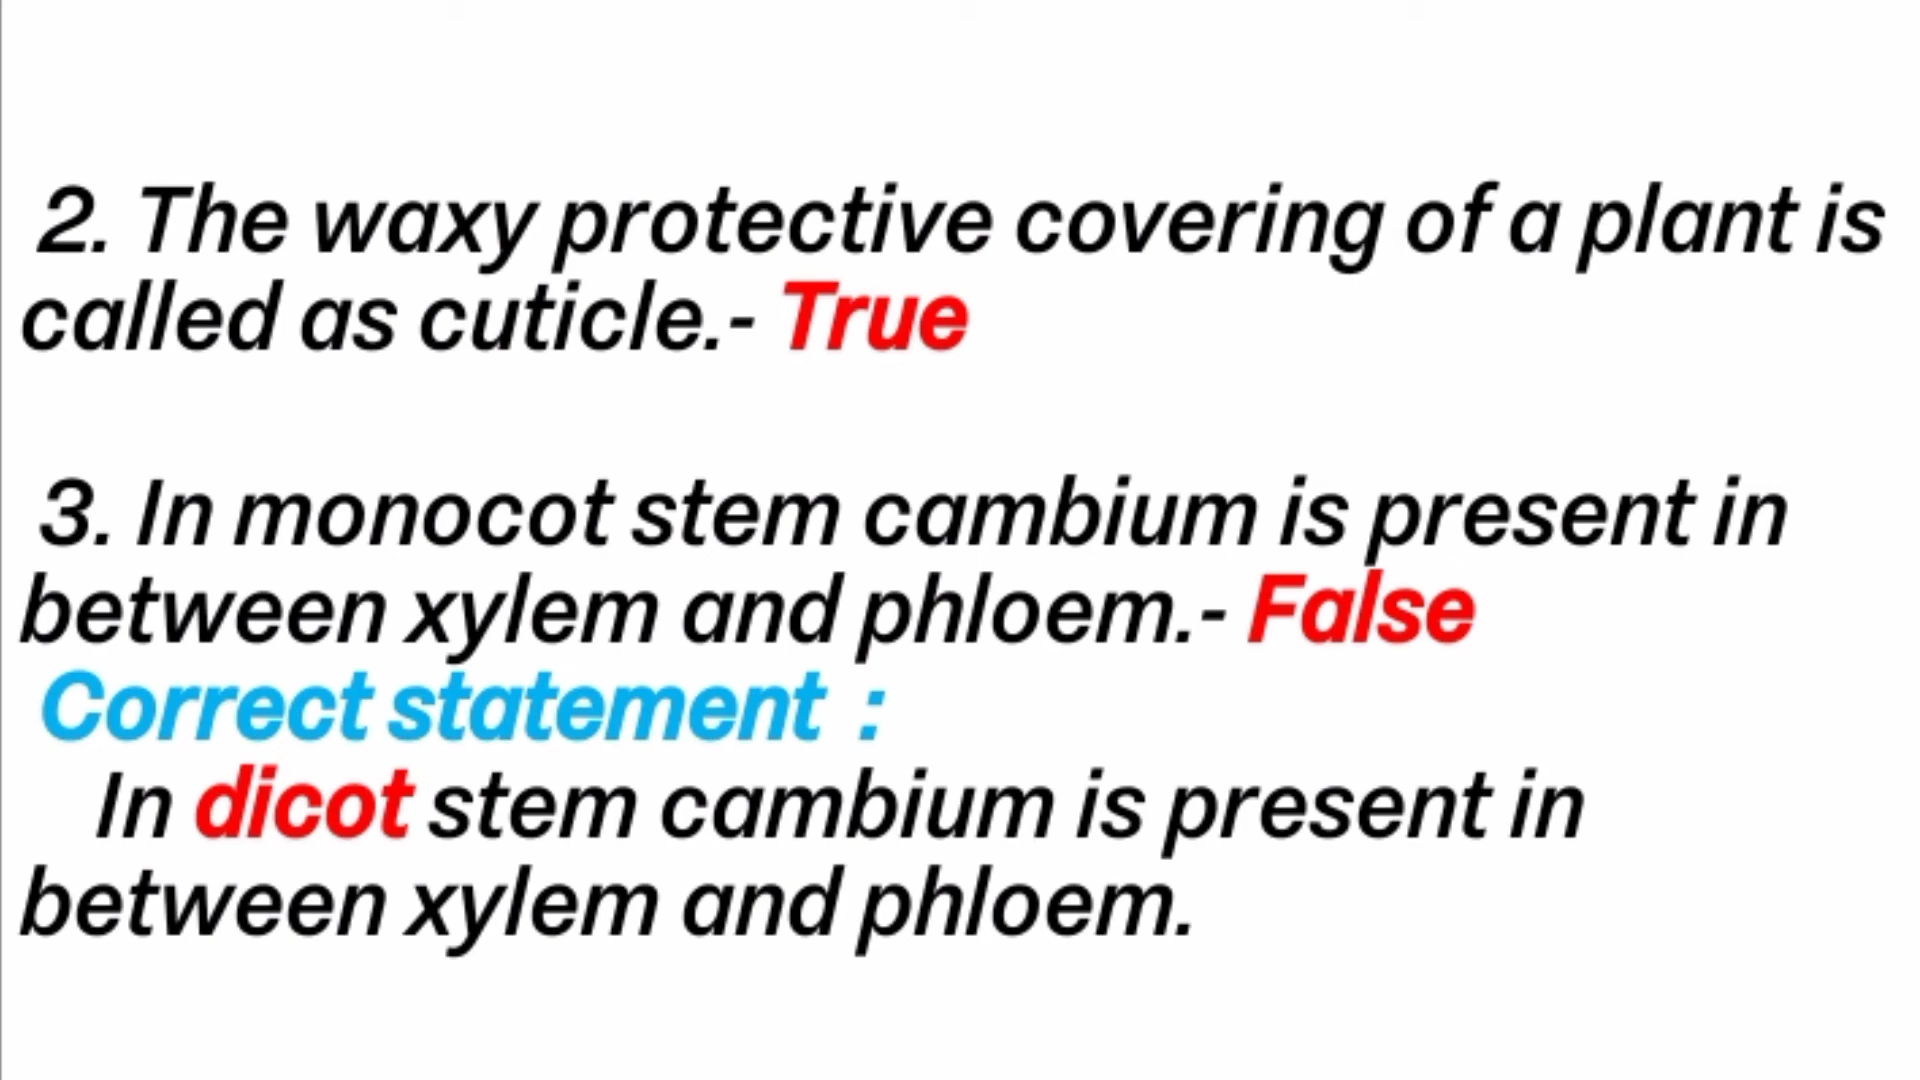 2. The waxy protective covering of a plant is
called as cuticle.- True
3. In monocot stem cambium is present in
between xylem and phloem.- False
Correct statement :
In dicot stem cambium is present in
between xylem and phloem.